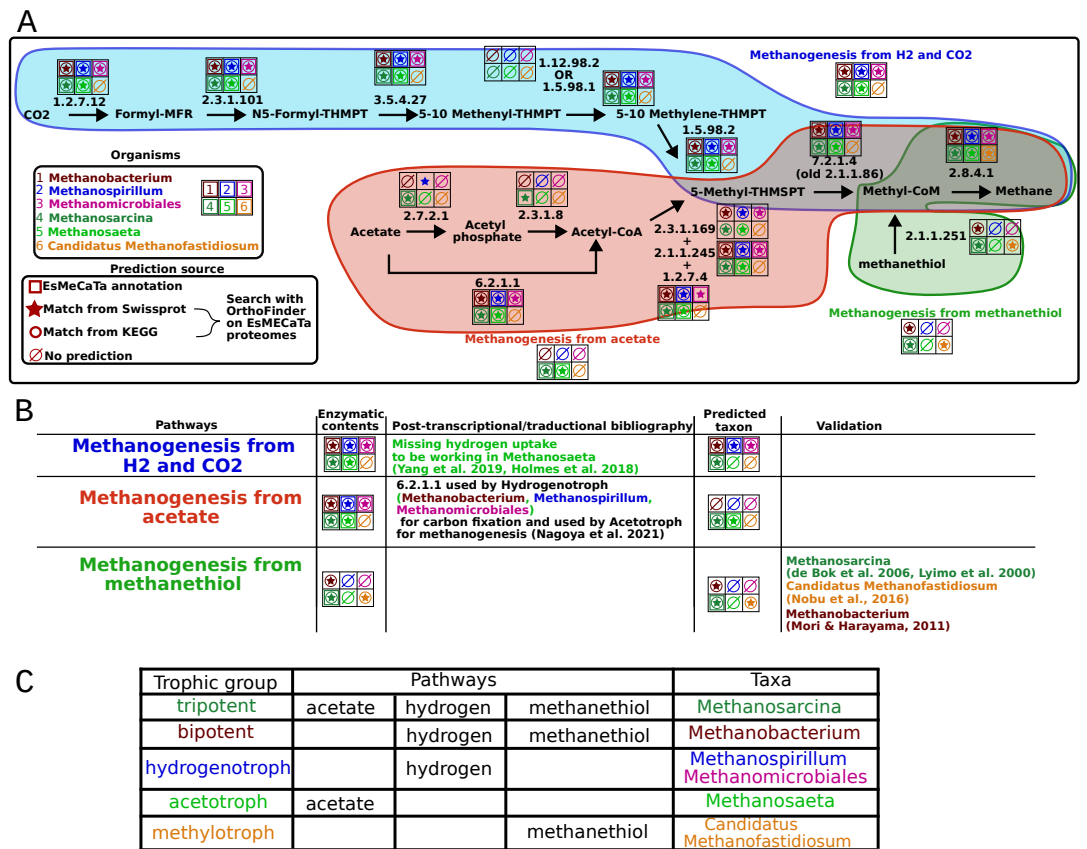 A
Methanogenesis from H2 and CO2
1.2.7.12
2.3.1.101
3.5.4.27
1.12.98.2
OR
1.5.98.1
CO2
Formyl-MFR
N5-Formyl-THMPT
5-10 Methenyl-THMPT
5-10 Methylene-THMPT
1.5.98.2
7.2.1.4
(old 2.1.1.86)
2.8.4.1
Organisms
1 Methanobacterium
2 Methanospirillum
3 Methanomicrobiales
4 Methanosarcina
5 Methanosaeta
6 Candidatus Methanofastidiosum
1 2 3
4 5 6
Prediction source
EsMeCaTa annotation
Match from Swissprot
Match from KEGG
No prediction
Search with
OrthoFinder
on EsMECaTa
proteomes
2.7.2.1
2.3.1.8
Acetate
Acetyl
phosphate
Acetyl-CoA
5-Methyl-THMSPT
Methyl-CoM
Methane
2.3.1.169
+
2.1.1.245
+
1.2.7.4
6.2.1.1
2.1.1.251
methanethiol
Methanogenesis from acetate
Methanogenesis from methanethiol
B
Pathways
Enzymatic
contents
Post-transcriptional/traductional bibliography
Predicted
taxon
Validation
Methanogenesis from
H2 and CO2
Missing hydrogen uptake
to be working in Methanosaeta
(Yang et al. 2019, Holmes et al. 2018)
Methanogenesis from
acetate
6.2.1.1 used by Hydrogenotroph
(Methanobacterium, Methanospirillum,
Methanomicrobiales)
for carbon fixation and used by Acetotroph
for methanogenesis (Nagoya et al. 2021)
Methanogenesis from
methanethiol
Methanosarcina
(de Bok et al. 2006, Lyimo et al. 2000)
Candidatus Methanofastidiosum
(Nobu et al., 2016)
Methanobacterium
(Mori & Harayama, 2011)
C
Trophic group Pathways Taxa
tripotent acetate hydrogen methanethiol Methanosarcina
bipotent hydrogen methanethiol Methanobacterium
hydrogenotroph hydrogen Methanospirillum
Methanomicrobiales
acetotroph acetate Methanosaeta
methylotroph methanethiol Candidatus
Methanofastidiosum